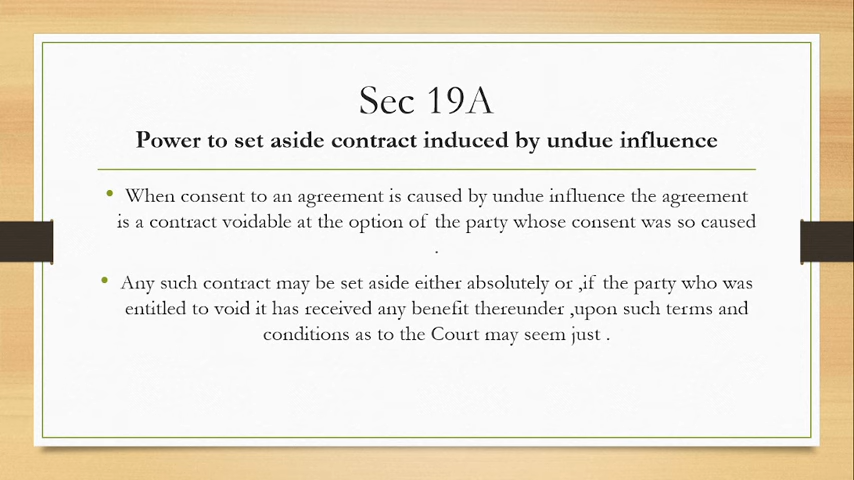 Sec 19A
Power to set aside contract induced by undue influence
• When consent to an agreement is caused by undue influence the agreement
is a contract voidable at the option of the party whose consent was so caused
.
• Any such contract may be set aside either absolutely or ,if the party who was
entitled to void it has received any benefit thereunder ,upon such terms and
conditions as to the Court may seem just .